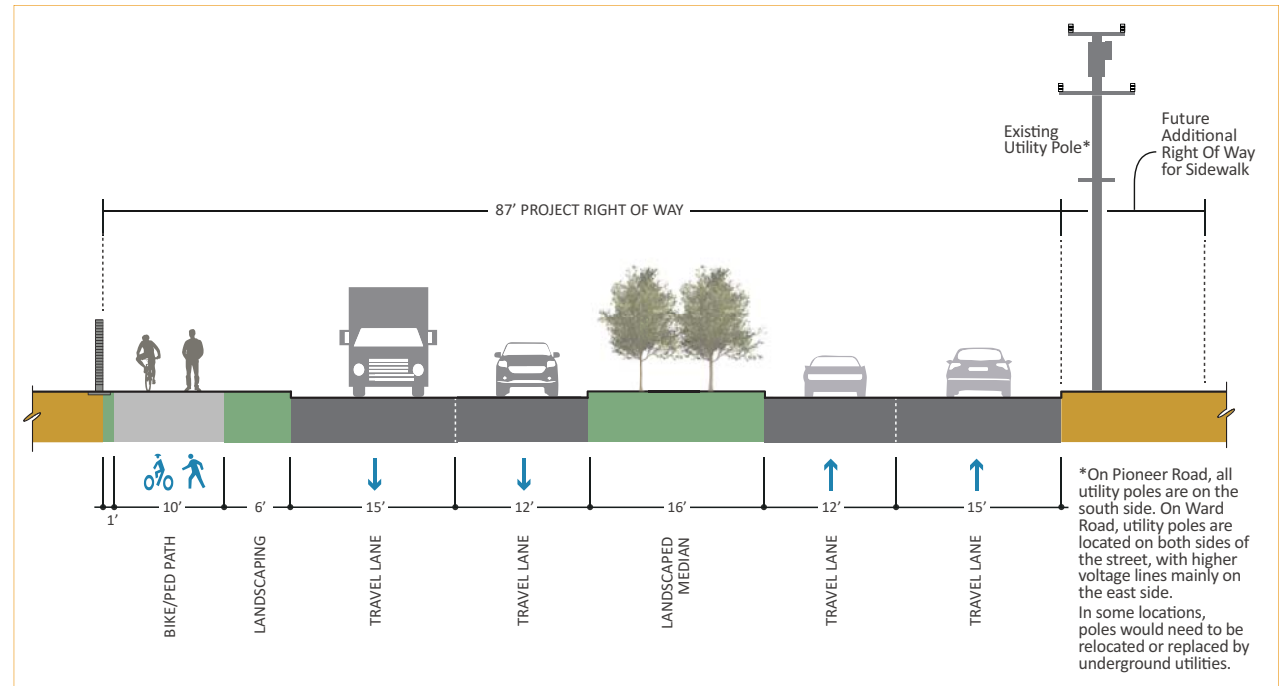 Existing
Utility Pole*
Future
Additional
Right Of Way
for Sidewalk
87’ PROJECT RIGHT OF WAY
1’
10’
6’
15’
12’
16’
12’
15’
BIKE/PED PATH
LANDSCAPING
TRAVEL LANE
TRAVEL LANE
LANDSCAPED
MEDIAN
TRAVEL LANE
TRAVEL LANE
*On Pioneer Road, all
utility poles are on the
south side. On Ward
Road, utility poles are
located on both sides of
the street, with higher
voltage lines mainly on
the east side.
In some locations,
poles would need to be
relocated or replaced by
underground utilities.